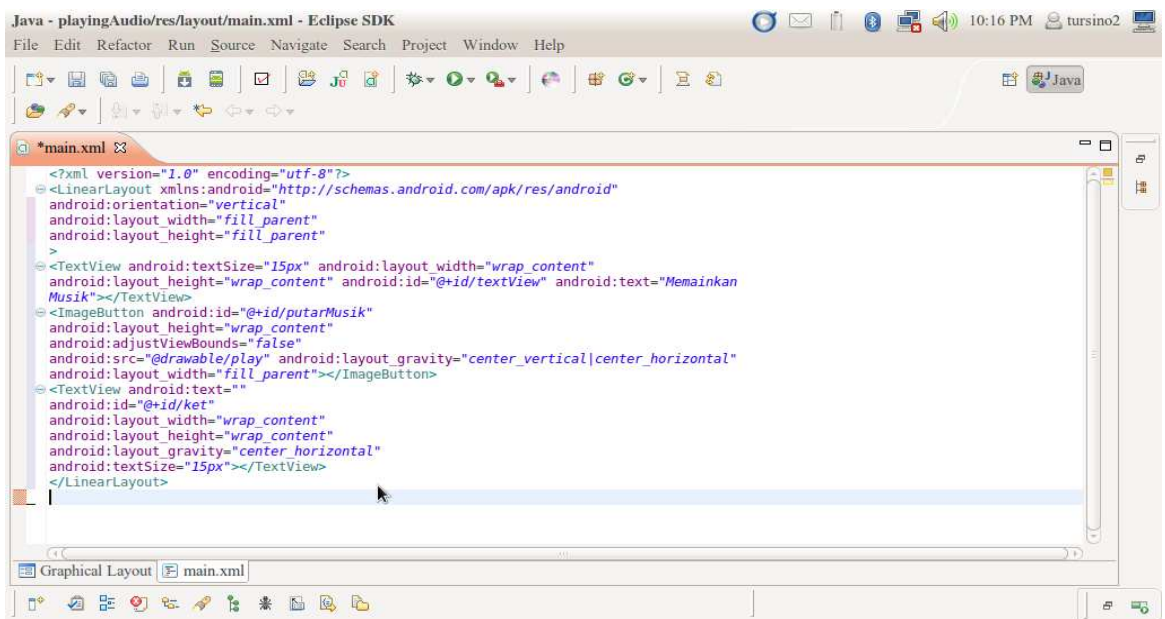 Java - playingAudio/res/layout/main.xml - Eclipse SDK
10:16 PM tursino2
File Edit Refactor Run Source Navigate Search Project Window Help
Java
*main.xml
<?xml version="1.0" encoding="utf-8"?>
<LinearLayout xmlns:android="http://schemas.android.com/apk/res/android"
android:orientation="vertical"
android:layout_width="fill_parent"
android:layout_height="fill_parent"
>
<TextView android:textSize="15px" android:layout_width="wrap_content"
android:layout_height="wrap_content" android:id="@+id/textView" android:text="Memainkan
Musik"></TextView>
<ImageButton android:id="@+id/putarMusik"
android:layout_height="wrap_content"
android:adjustViewBounds="false"
android:src="@drawable/play" android:layout_gravity="center_vertical|center_horizontal"
android:layout_width="fill_parent"></ImageButton>
<TextView android:text=""
android:id="@+id/ket"
android:layout_width="wrap_content"
android:layout_height="wrap_content"
android:layout_gravity="center_horizontal"
android:textSize="15px"></TextView>
</LinearLayout>
Graphical Layout main.xml